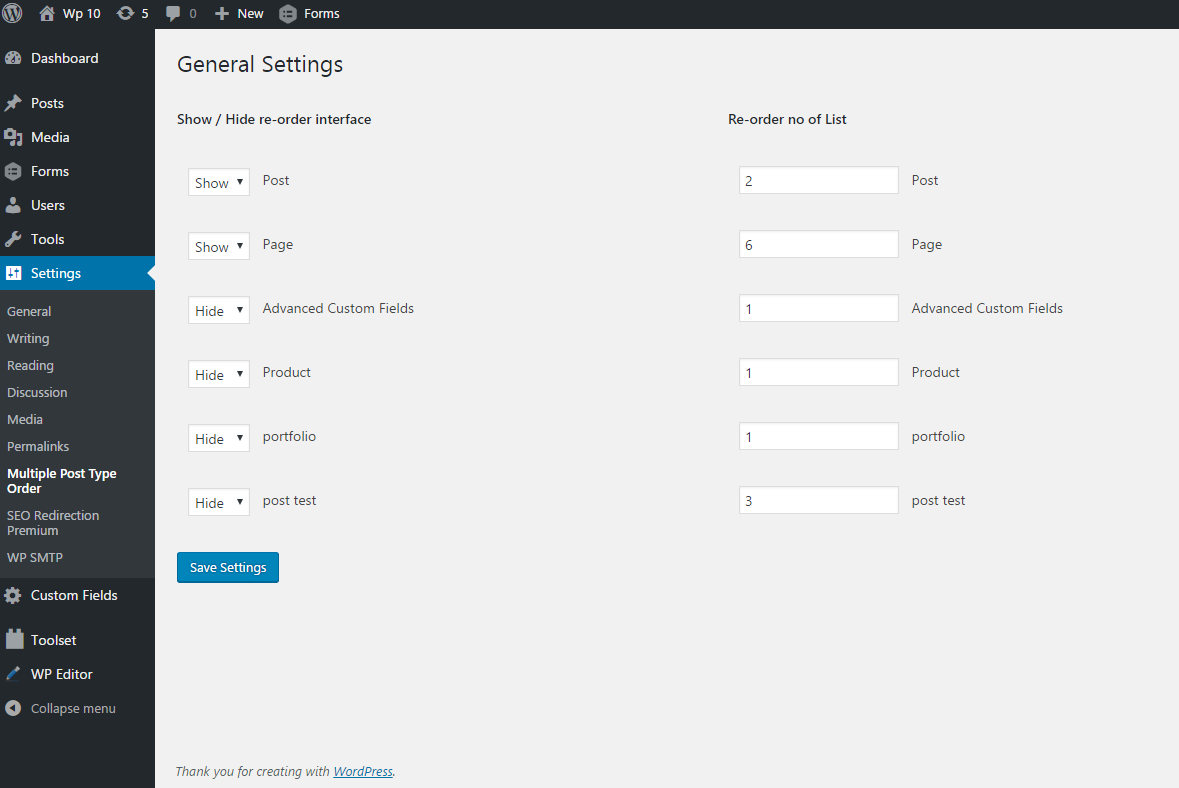 Wp 10 5 0 New Forms
Dashboard
Posts
Media
Forms
Users
Tools
Settings
General
Writing
Reading
Discussion
Media
Permalinks
Multiple Post Type
Order
SEO Redirection
Premium
WP SMTP
Custom Fields
Toolset
WP Editor
Collapse menu
General Settings
Show / Hide re-order interface Re-order no of List
Show Post 2 Post
Show Page 6 Page
Hide Advanced Custom Fields 1 Advanced Custom Fields
Hide Product 1 Product
Hide portfolio 1 portfolio
Hide post test 3 post test
Save Settings
Thank you for creating with WordPress.